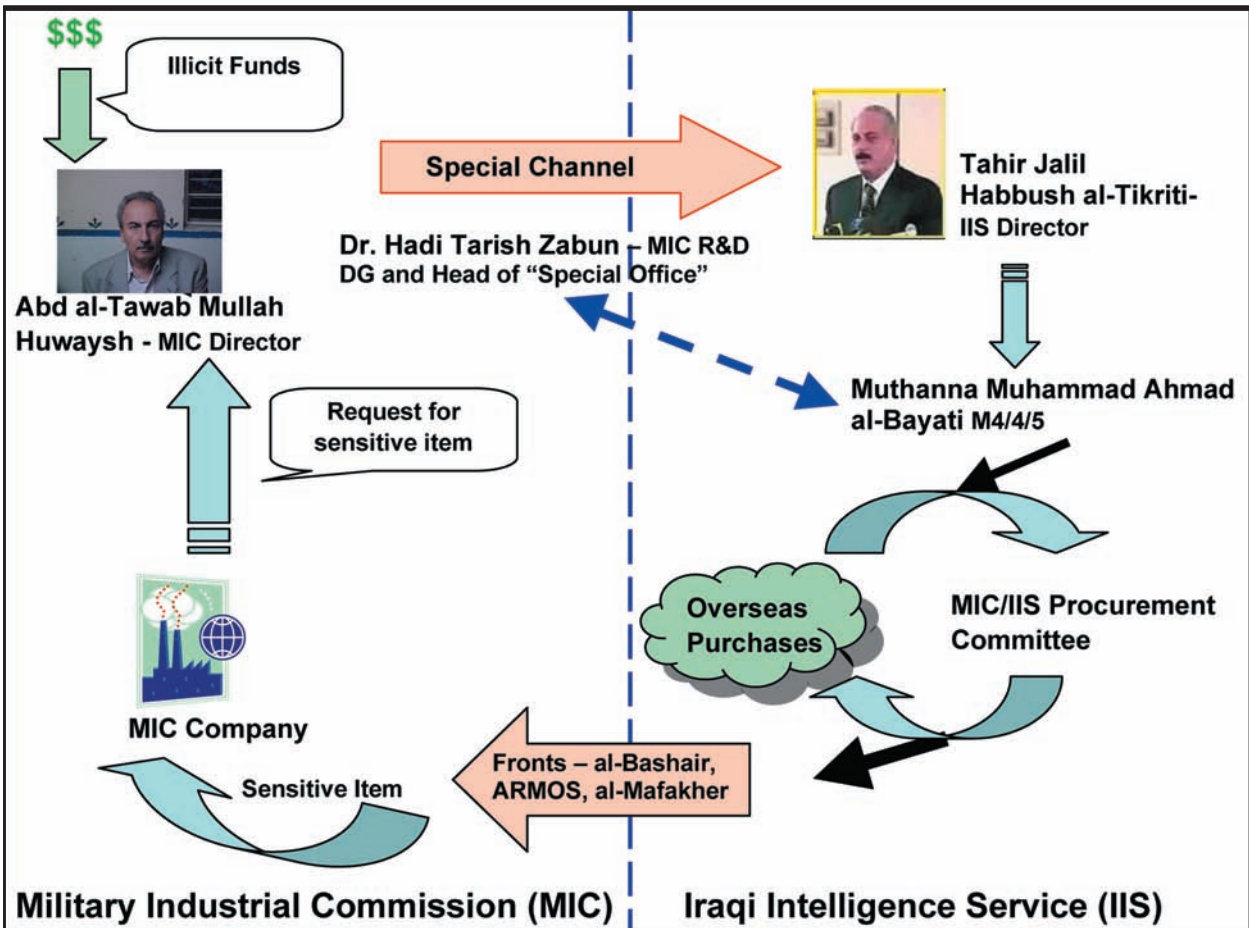 $$$
Illicit Funds
Special Channel
Tahir Jalil
Habbush al-Tikriti-
IIS Director
Dr. Hadi Tarish Zabun – MIC R&D
DG and Head of “Special Office”
Abd al-Tawab Mullah
Huwaysh - MIC Director
Request for
sensitive item
Muthanna Muhammad Ahmad
al-Bayati M4/4/5
Overseas
Purchases
MIC/IIS Procurement
Committee
MIC Company
Sensitive Item
Fronts – al-Bashair,
ARMOS, al-Mafakher
Military Industrial Commission (MIC)
Iraqi Intelligence Service (IIS)